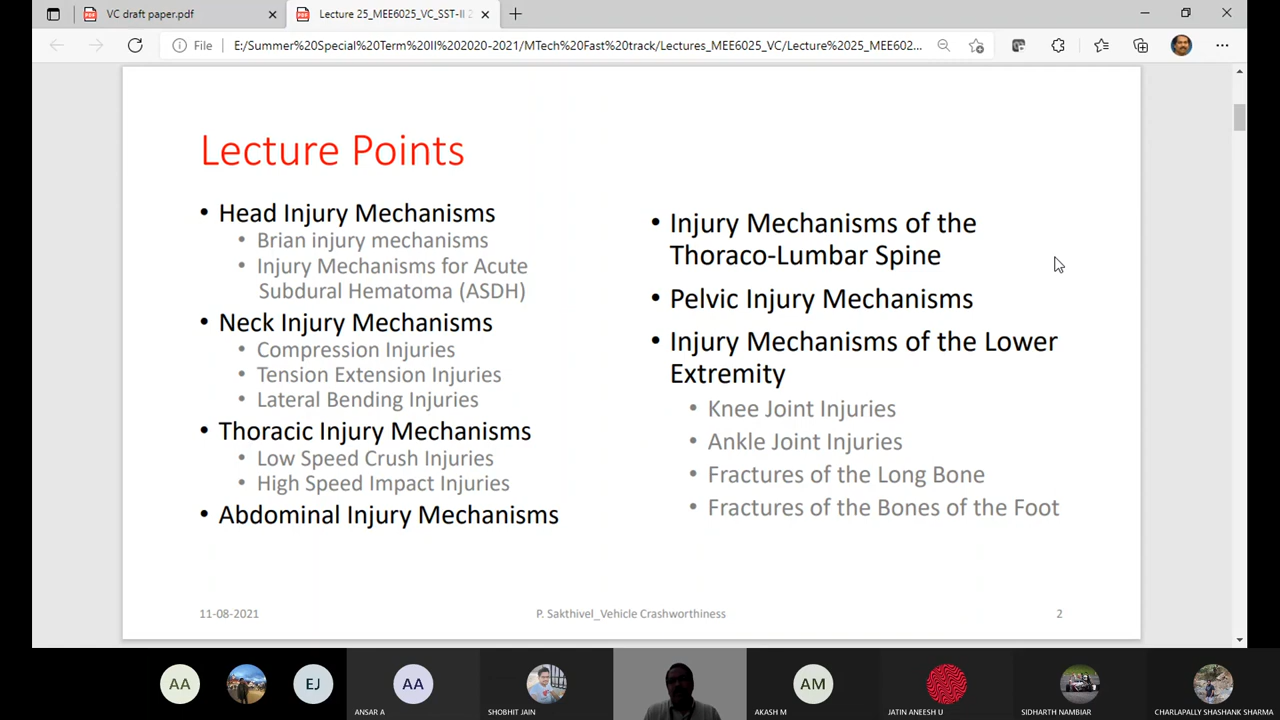 VC draft paper.pdf
Lecture 25_MEE6025_VC_SST-II 2
File
E:/Summer%20Special%20Term%20II%202020-2021/MTech%20Fast%20track/Lectures_MEE6025_VC/Lecture%2025_MEE602...
Lecture Points
• Head Injury Mechanisms
• Brian injury mechanisms
• Injury Mechanisms for Acute
Subdural Hematoma (ASDH)
• Neck Injury Mechanisms
• Compression Injuries
• Tension Extension Injuries
• Lateral Bending Injuries
• Thoracic Injury Mechanisms
• Low Speed Crush Injuries
• High Speed Impact Injuries
• Abdominal Injury Mechanisms
• Injury Mechanisms of the
Thoraco-Lumbar Spine
• Pelvic Injury Mechanisms
• Injury Mechanisms of the Lower
Extremity
• Knee Joint Injuries
• Ankle Joint Injuries
• Fractures of the Long Bone
• Fractures of the Bones of the Foot
11-08-2021
P. Sakthivel_Vehicle Crashworthiness
2
AA
EJ
AA
AM
ANSAR A
SHOBHIT JAIN
AKASH M
JATIN ANEESH U
SIDHARTH NAMBIAR
CHARLAPALLY SHASHANK SHARMA